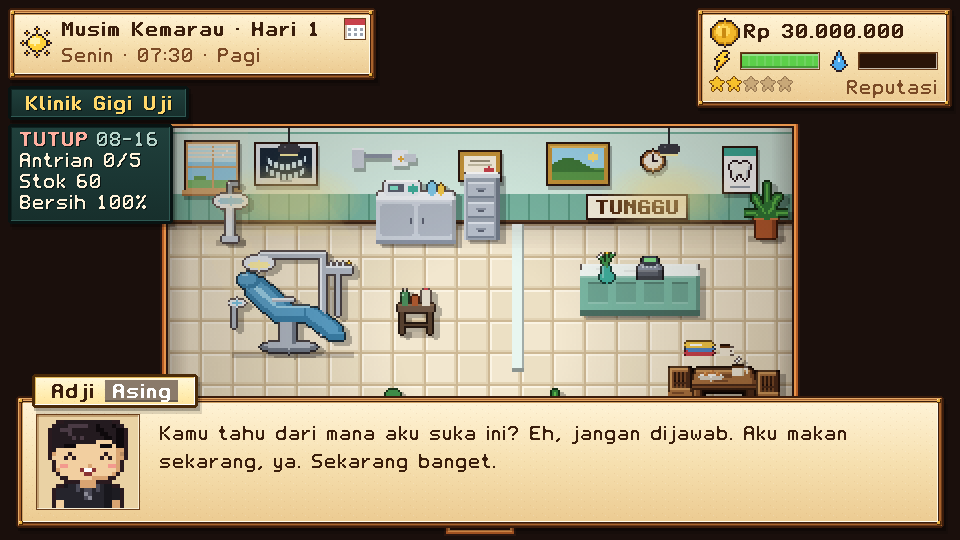 Musim Kemarau · Hari 1
Senin · 07:30 · Pagi
Rp 30.000.000
Reputasi
Klinik Gigi Uji
TUTUP 08-16
Antrian 0/5
Stok 60
Bersih 100%
TUNGGU
Adji Asing
Kamu tahu dari mana aku suka ini? Eh, jangan dijawab. Aku makan
sekarang, ya. Sekarang banget.